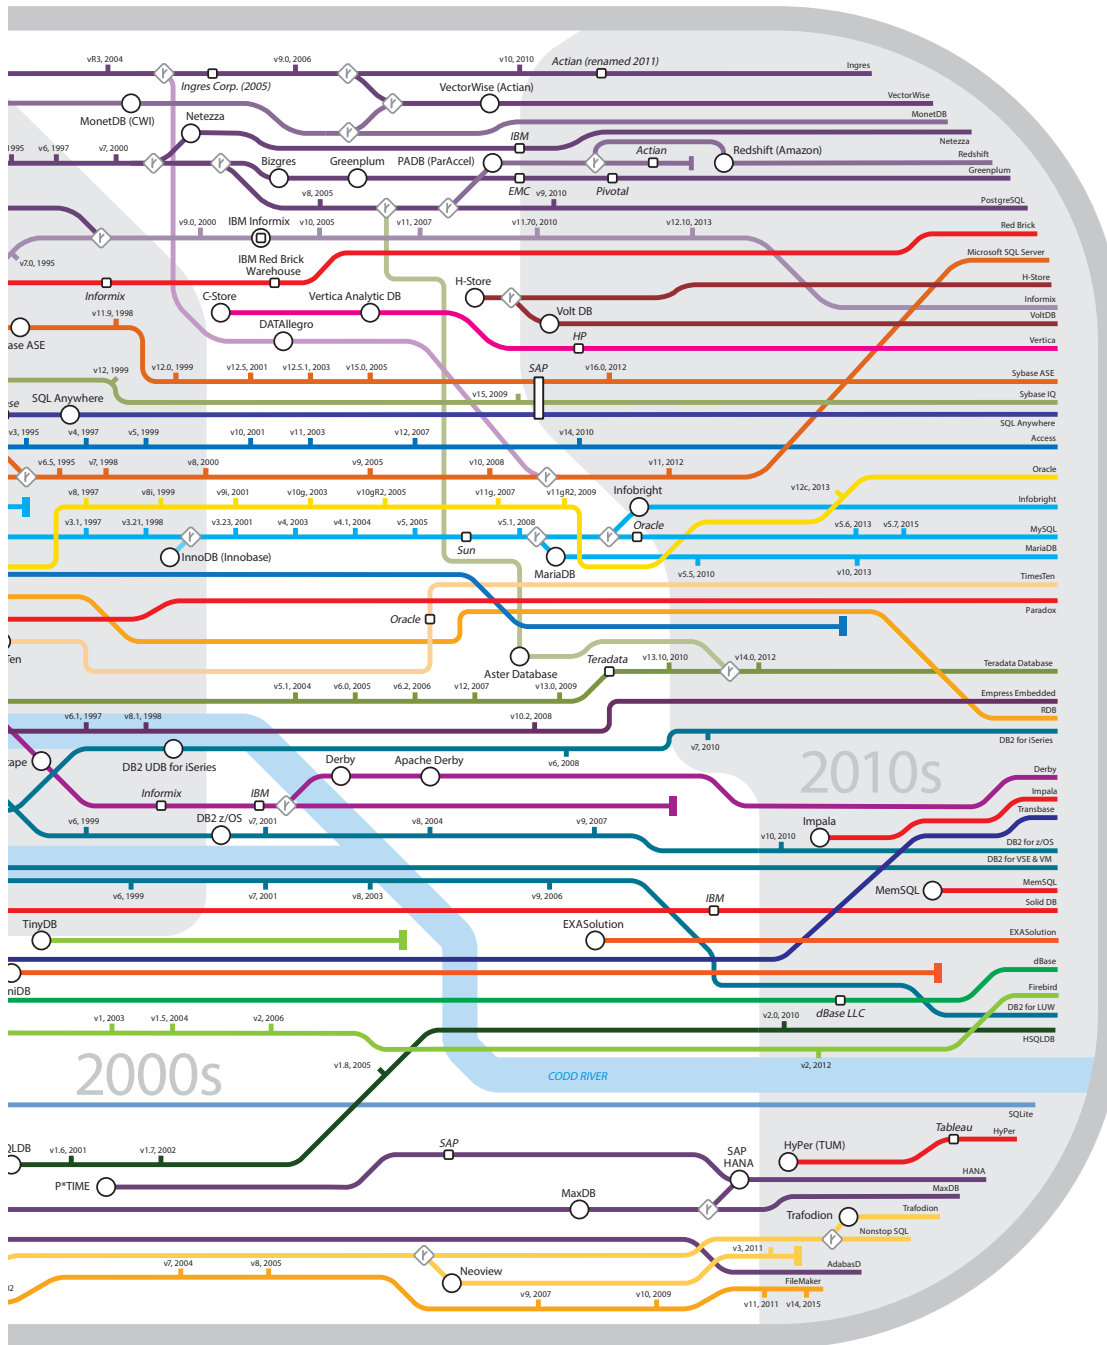 vR3, 2004
v9.0, 2006
v10, 2010
Actian (renamed 2011)
Ingres
Ingres Corp. (2005)
VectorWise (Actian)
VectorWise
MonetDB (CWI)
Netezza
MonetDB
IBM
Netezza
1995
v6, 1997
v7, 2000
Bizgres
Greenplum
PADB (ParAccel)
Actian
Redshift (Amazon)
Redshift
Greenplum
EMC
Pivotal
v8, 2005
v9, 2010
PostgreSQL
v9.0, 2000
IBM Informix
v10, 2005
v11, 2007
v11.70, 2010
v12.10, 2013
Red Brick
v7.0, 1995
IBM Red Brick
Warehouse
Microsoft SQL Server
H-Store
H-Store
Informix
C-Store
Vertica Analytic DB
Informix
Volt DB
v11.9, 1998
VoltDB
DATAllegro
HP
Vertica
ase ASE
v12, 1999
v12.0, 1999
v12.5, 2001
v12.5.1, 2003
v15.0, 2005
SAP
v16.0, 2012
Sybase ASE
v15, 2009
Sybase IQ
se
SQL Anywhere
SQL Anywhere
v3, 1995
v4, 1997
v5, 1999
v10, 2001
v11, 2003
v12, 2007
v14, 2010
Access
v6.5, 1995
v7, 1998
v8, 2000
v9, 2005
v10, 2008
v11, 2012
Oracle
v8, 1997
v8i, 1999
v9i, 2001
v10g, 2003
v10gR2, 2005
v11g, 2007
v11gR2, 2009
Infobright
v12c, 2013
Infobright
v3.1, 1997
v3.21, 1998
v3.23, 2001
v4, 2003
v4.1, 2004
v5, 2005
v5.1, 2008
Oracle
v5.6, 2013
v5.7, 2015
MySQL
InnoDB (Innobase)
Sun
MariaDB
MariaDB
v5.5, 2010
v10, 2013
TimesTen
Oracle
Paradox
Ten
Aster Database
Teradata
v13.10, 2010
v14.0, 2012
Teradata Database
v5.1, 2004
v6.0, 2005
v6.2, 2006
v12, 2007
v13.0, 2009
Empress Embedded
v6.1, 1997
v8.1, 1998
v10.2, 2008
RDB
DB2 for iSeries
v7, 2010
cape
DB2 UDB for iSeries
Derby
Apache Derby
v6, 2008
2010s
Derby
Informix
IBM
Impala
Transbase
v6, 1999
DB2 z/OS
v7, 2001
v8, 2004
v9, 2007
Impala
v10, 2010
DB2 for z/OS
DB2 for VSE & VM
v6, 1999
v7, 2001
v8, 2003
v9, 2006
MemSQL
MemSQL
IBM
Solid DB
TinyDB
EXASolution
EXASolution
dBase
niDB
Firebird
dBase LLC
DB2 for LUW
v1, 2003
v1.5, 2004
v2, 2006
v2.0, 2010
HSQLDB
2000s
v1.8, 2005
v2, 2012
CODD RIVER
SQLite
QLDB
v1.6, 2001
v1.7, 2002
SAP
SAP
HANA
HyPer (TUM)
Tableau
HyPer
P*TIME
HANA
MaxDB
MaxDB
Trafodion
Trafodion
Nonstop SQL
v3, 2011
v7, 2004
v8, 2005
Neoview
AdabasD
FileMaker
v9, 2007
v10, 2009
v11, 2011
v14, 2015